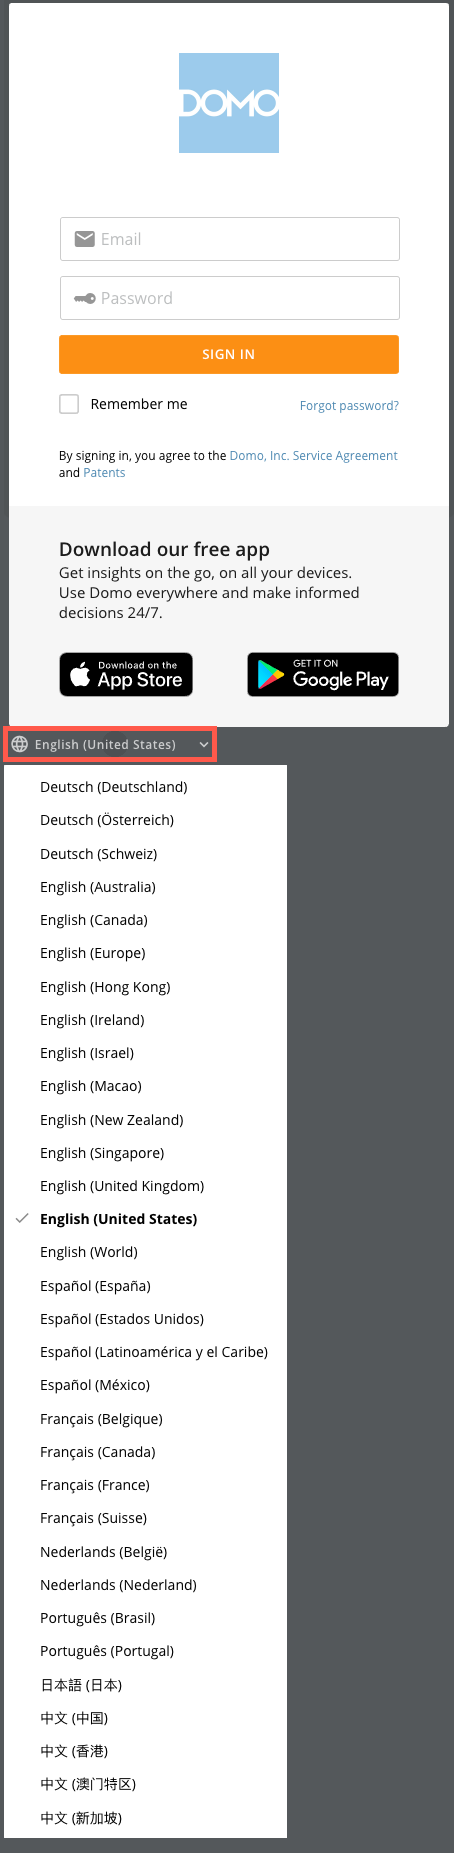 DOMO
Email
Password
SIGN IN
Remember me
Forgot password?
By signing in, you agree to the Domo, Inc. Service Agreement
and Patents
Download our free app
Get insights on the go, on all your devices.
Use Domo everywhere and make informed
decisions 24/7.
Download on the
App Store
GET IT ON
Google Play
English (United States)
Deutsch (Deutschland)
Deutsch (Österreich)
Deutsch (Schweiz)
English (Australia)
English (Canada)
English (Europe)
English (Hong Kong)
English (Ireland)
English (Israel)
English (Macao)
English (New Zealand)
English (Singapore)
English (United Kingdom)
English (United States)
English (World)
Español (España)
Español (Estados Unidos)
Español (Latinoamérica y el Caribe)
Español (México)
Français (Belgique)
Français (Canada)
Français (France)
Français (Suisse)
Nederlands (België)
Nederlands (Nederland)
Português (Brasil)
Português (Portugal)
日本語 (日本)
中文 (中国)
中文 (香港)
中文 (澳门特区)
中文 (新加坡)